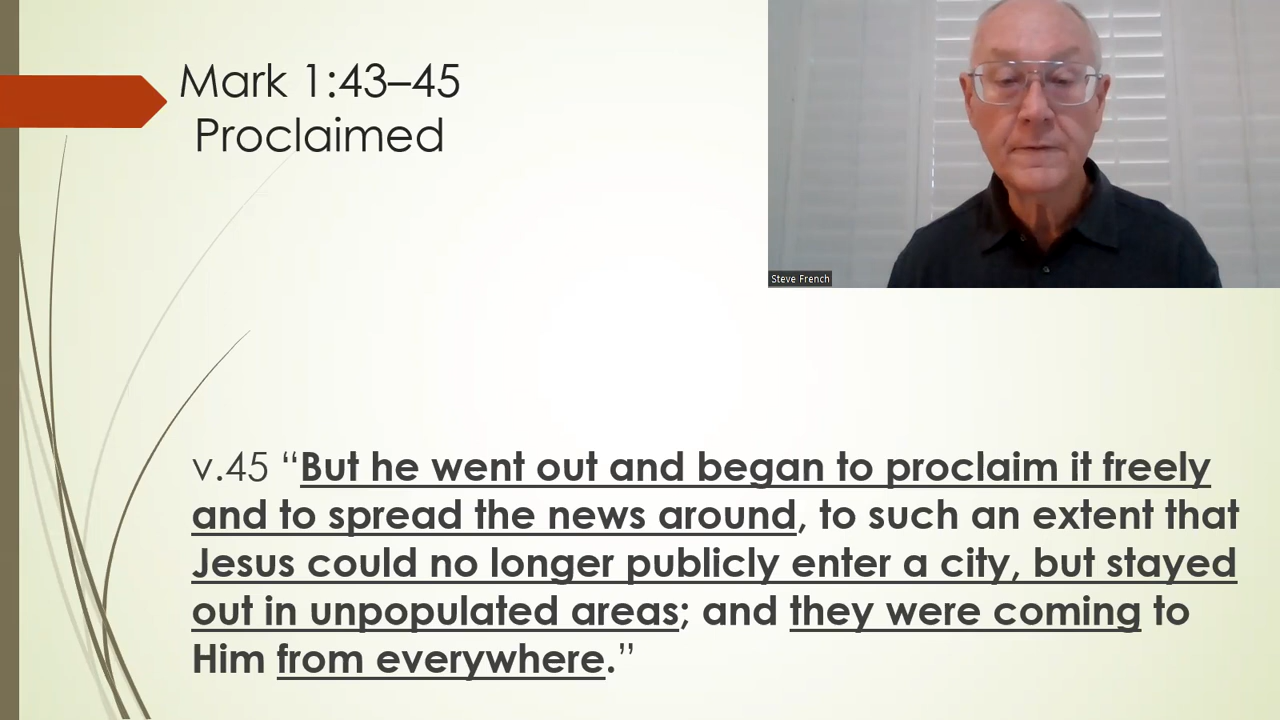 Mark 1:43–45
Proclaimed
Steve French
v.45 “But he went out and began to proclaim it freely
and to spread the news around, to such an extent that
Jesus could no longer publicly enter a city, but stayed
out in unpopulated areas; and they were coming to
Him from everywhere.”